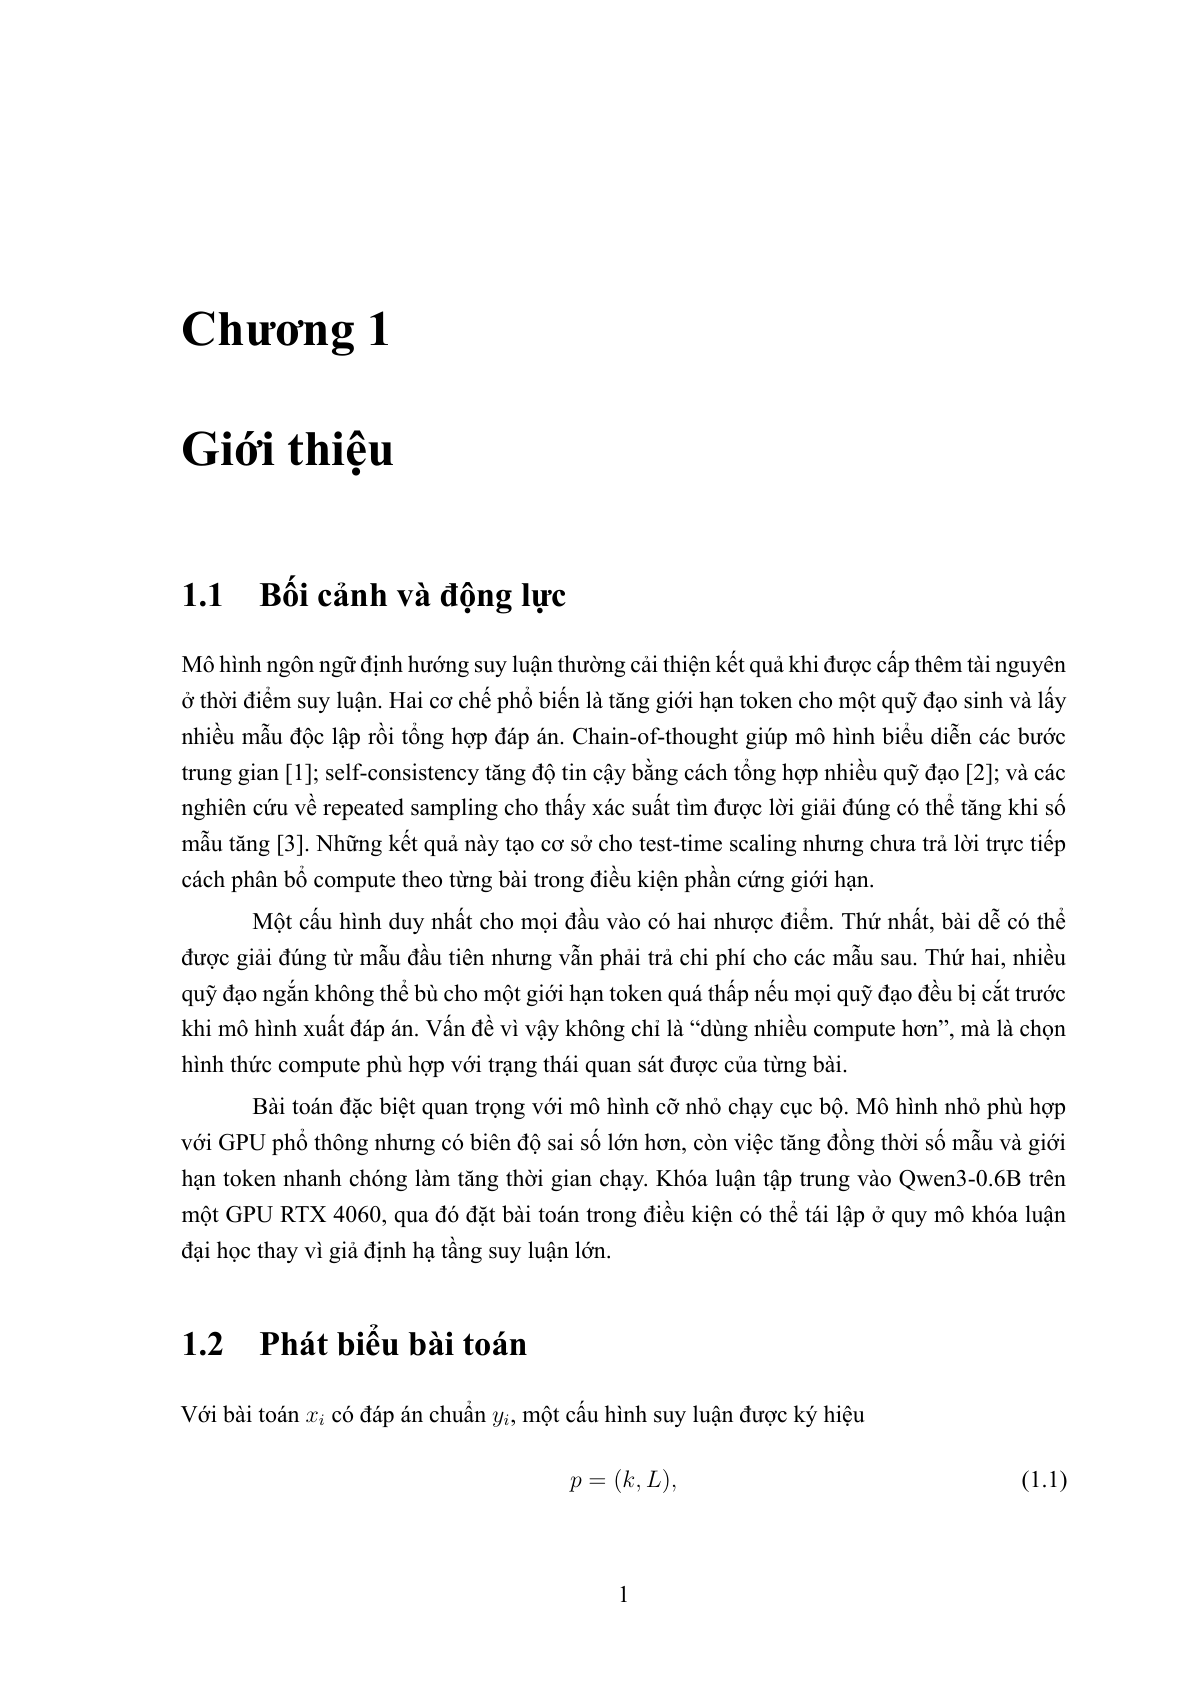 Chương 1
Giới thiệu
1.1 Bối cảnh và động lực
Mô hình ngôn ngữ định hướng suy luận thường cải thiện kết quả khi được cấp thêm tài nguyên
ở thời điểm suy luận. Hai cơ chế phổ biến là tăng giới hạn token cho một quỹ đạo sinh và lấy
nhiều mẫu độc lập rồi tổng hợp đáp án. Chain-of-thought giúp mô hình biểu diễn các bước
trung gian [1]; self-consistency tăng độ tin cậy bằng cách tổng hợp nhiều quỹ đạo [2]; và các
nghiên cứu về repeated sampling cho thấy xác suất tìm được lời giải đúng có thể tăng khi số
mẫu tăng [3]. Những kết quả này tạo cơ sở cho test-time scaling nhưng chưa trả lời trực tiếp
cách phân bổ compute theo từng bài trong điều kiện phần cứng giới hạn.
Một cấu hình duy nhất cho mọi đầu vào có hai nhược điểm. Thứ nhất, bài dễ có thể
được giải đúng từ mẫu đầu tiên nhưng vẫn phải trả chi phí cho các mẫu sau. Thứ hai, nhiều
quỹ đạo ngắn không thể bù cho một giới hạn token quá thấp nếu mọi quỹ đạo đều bị cắt trước
khi mô hình xuất đáp án. Vấn đề vì vậy không chỉ là “dùng nhiều compute hơn”, mà là chọn
hình thức compute phù hợp với trạng thái quan sát được của từng bài.
Bài toán đặc biệt quan trọng với mô hình cỡ nhỏ chạy cục bộ. Mô hình nhỏ phù hợp
với GPU phổ thông nhưng có biên độ sai số lớn hơn, còn việc tăng đồng thời số mẫu và giới
hạn token nhanh chóng làm tăng thời gian chạy. Khóa luận tập trung vào Qwen3-0.6B trên
một GPU RTX 4060, qua đó đặt bài toán trong điều kiện có thể tái lập ở quy mô khóa luận
đại học thay vì giả định hạ tầng suy luận lớn.
1.2 Phát biểu bài toán
Với bài toán $x_i$ có đáp án chuẩn $y_i$, một cấu hình suy luận được ký hiệu
$p = (k, L),$ (1.1)
1